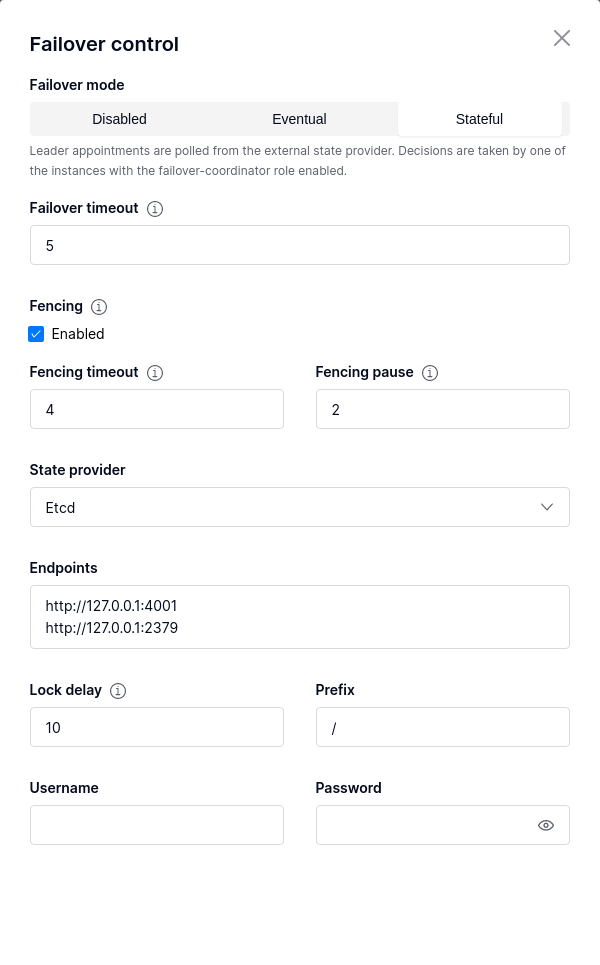 Failover control
Failover mode
Disabled Eventual Stateful
Leader appointments are polled from the external state provider. Decisions are taken by one of
the instances with the failover-coordinator role enabled.
Failover timeout
5
Fencing
Enabled
Fencing timeout Fencing pause
4 2
State provider
Etcd
Endpoints
http://127.0.0.1:4001
http://127.0.0.1:2379
Lock delay Prefix
10 /
Username Password